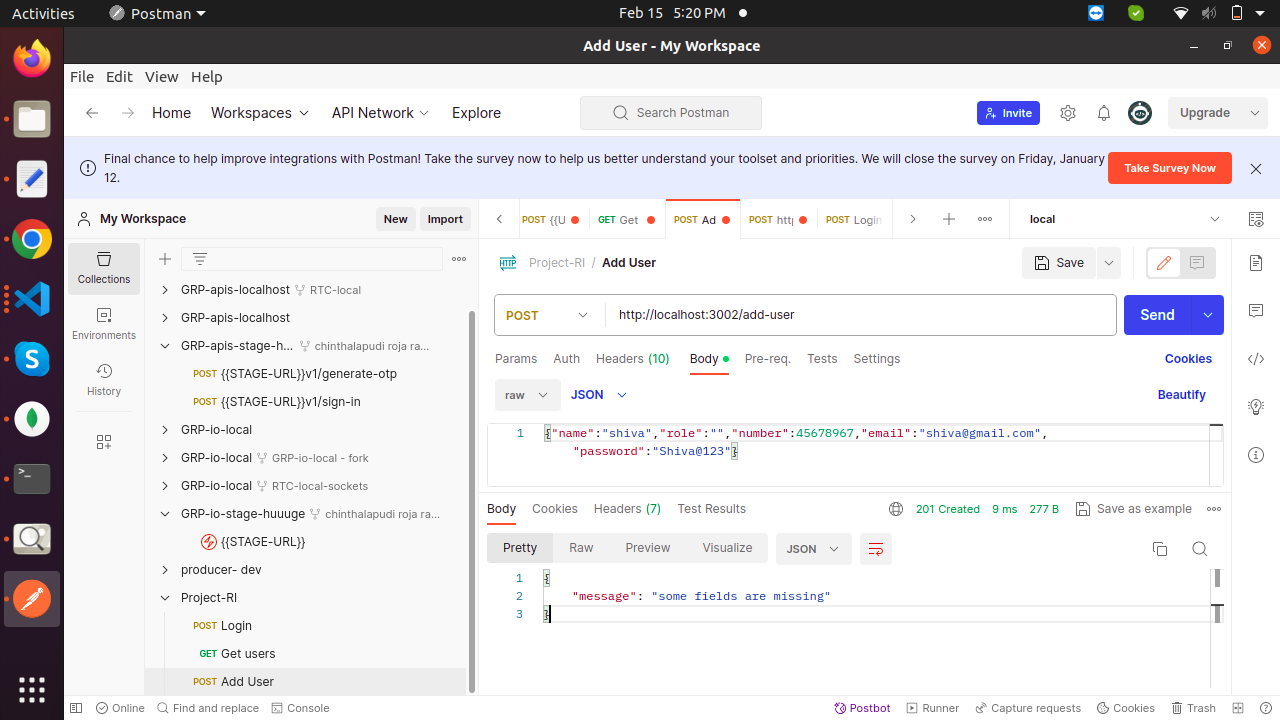 Activities
Postman
Feb 15 5:20 PM
Add User - My Workspace
File Edit View Help
Home Workspaces API Network Explore
Search Postman
Invite
Upgrade
Final chance to help improve integrations with Postman! Take the survey now to help us better understand your toolset and priorities. We will close the survey on Friday, January
12.
Take Survey Now
My Workspace
New Import
POST {{U
GET Get
POST Ad
POST http
POST Login
local
Collections
Environments
History
GRP-apis-localhost RTC-local
GRP-apis-localhost
GRP-apis-stage-h... chinthalapudi roja ra...
POST {{STAGE-URL}}v1/generate-otp
POST {{STAGE-URL}}v1/sign-in
GRP-io-local
GRP-io-local GRP-io-local - fork
GRP-io-local RTC-local-sockets
GRP-io-stage-huuuge chinthalapudi roja ra...
{{STAGE-URL}}
producer- dev
Project-RI
POST Login
GET Get users
POST Add User
HTTP Project-RI / Add User
Save
POST http://localhost:3002/add-user
Send
Params Auth Headers (10) Body Pre-req. Tests Settings
Cookies
raw JSON
Beautify
1 {"name":"shiva","role":"","number":45678967,"email":"shiva@gmail.com",
"password":"Shiva@123"}
Body Cookies Headers (7) Test Results
201 Created 9 ms 277 B Save as example
Pretty Raw Preview Visualize JSON
1 {
2 "message": "some fields are missing"
3 }
Online Find and replace Console
Postbot Runner Capture requests Cookies Trash